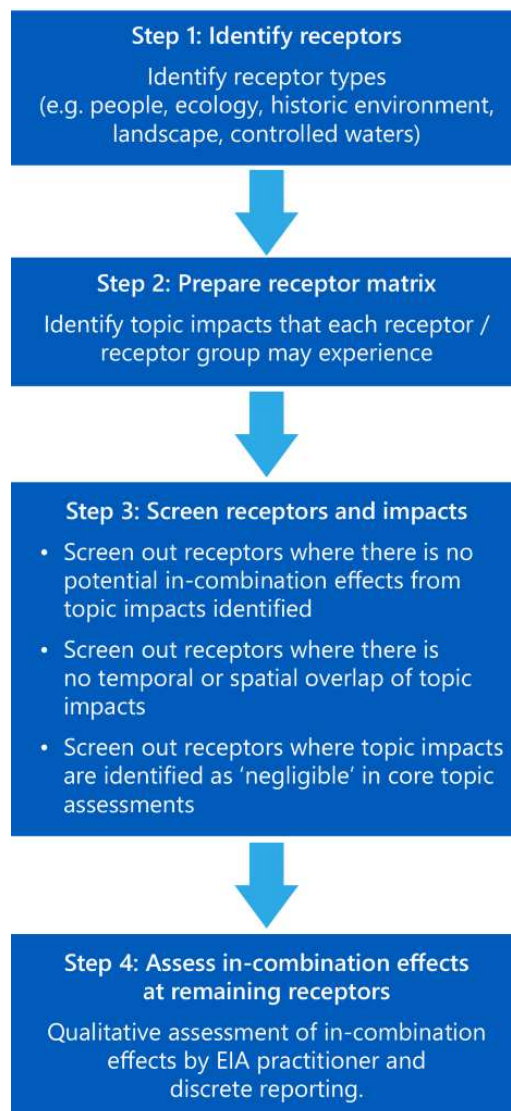 Step 1: Identify receptors
Identify receptor types
(e.g. people, ecology, historic environment,
landscape, controlled waters)
Step 2: Prepare receptor matrix
Identify topic impacts that each receptor /
receptor group may experience
Step 3: Screen receptors and impacts
• Screen out receptors where there is no
potential in-combination effects from
topic impacts identified
• Screen out receptors where there is
no temporal or spatial overlap of topic
impacts
• Screen out receptors where topic impacts
are identified as ‘negligible’ in core topic
assessments
Step 4: Assess in-combination effects
at remaining receptors
Qualitative assessment of in-combination
effects by EIA practitioner and
discrete reporting.